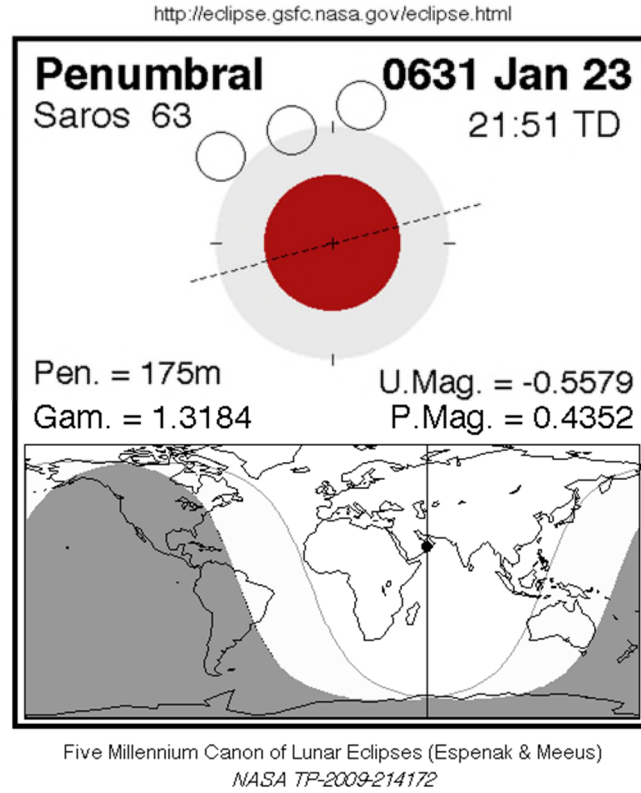 http://eclipse.gsfc.nasa.gov/eclipse.html
Penumbral 0631 Jan 23
Saros 63 21:51 TD
Pen. = 175m U.Mag. = -0.5579
Gam. = 1.3184 P.Mag. = 0.4352
Five Millennium Canon of Lunar Eclipses (Espenak & Meeus)
NASA TP-2009-214172